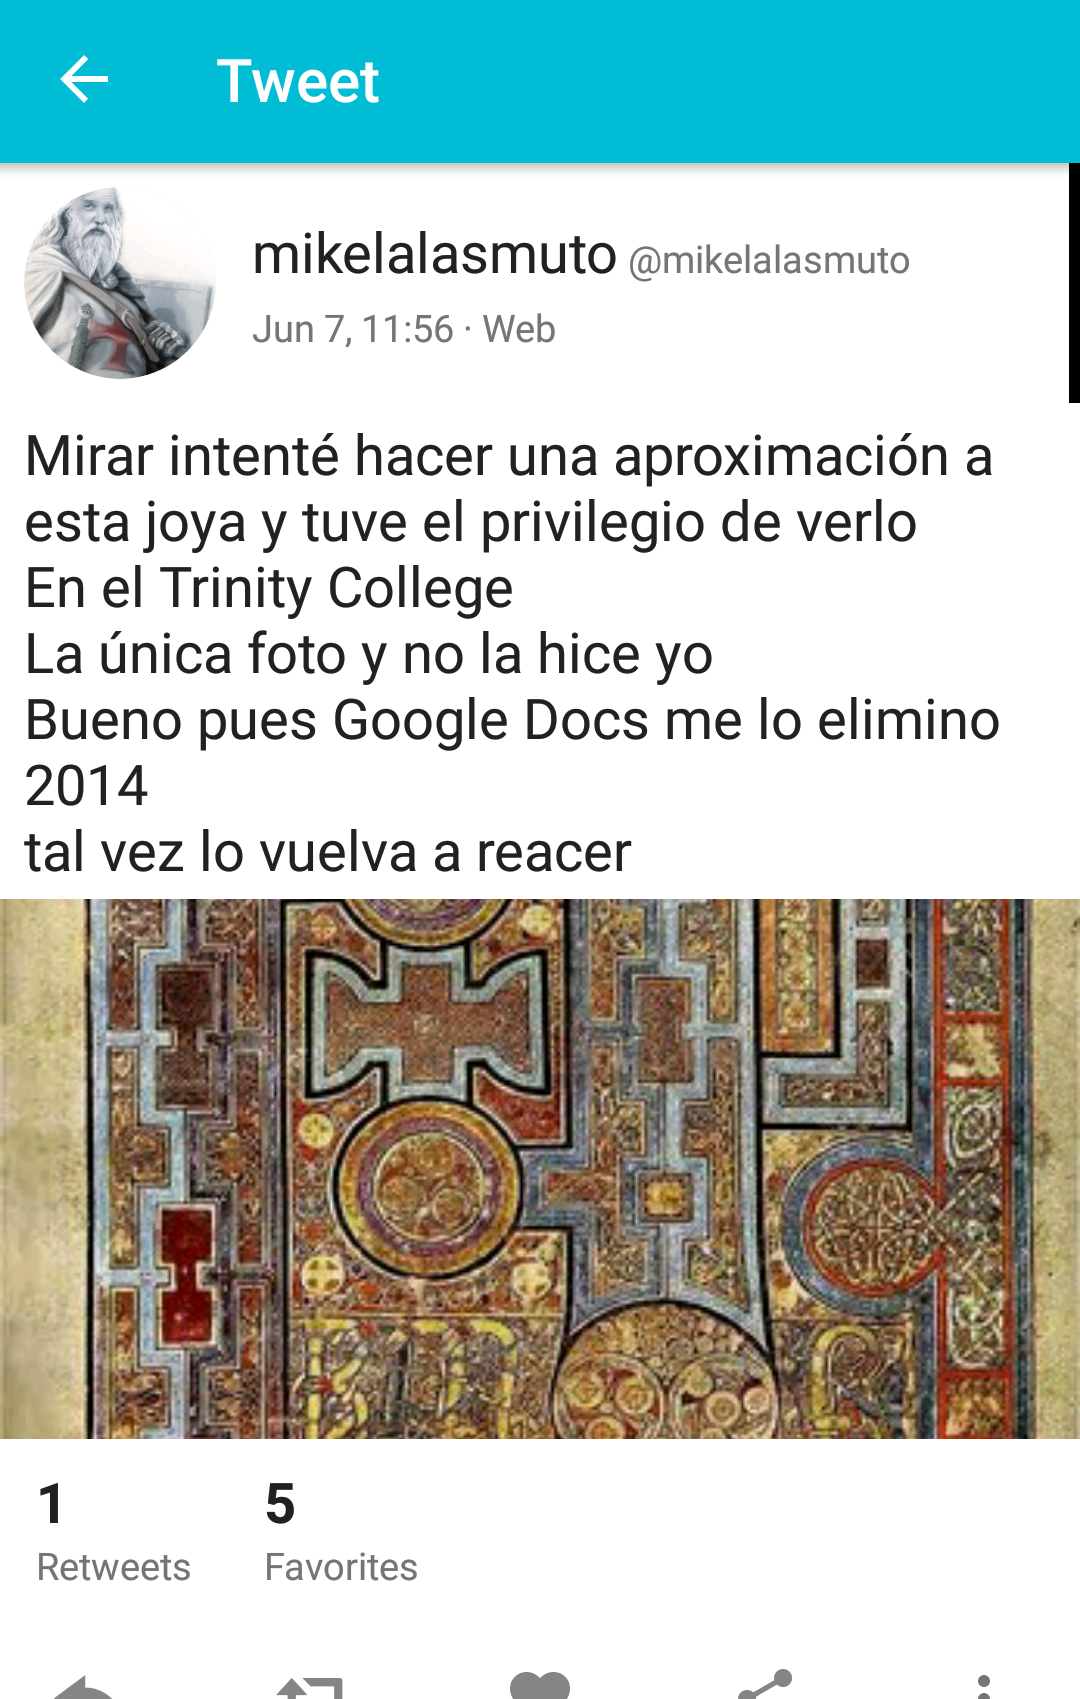 Tweet
mikelalasmuto @mikelalasmuto
Jun 7, 11:56 · Web
Mirar intenté hacer una aproximación a
esta joya y tuve el privilegio de verlo
En el Trinity College
La única foto y no la hice yo
Bueno pues Google Docs me lo elimino
2014
tal vez lo vuelva a reacer
1 5
Retweets Favorites